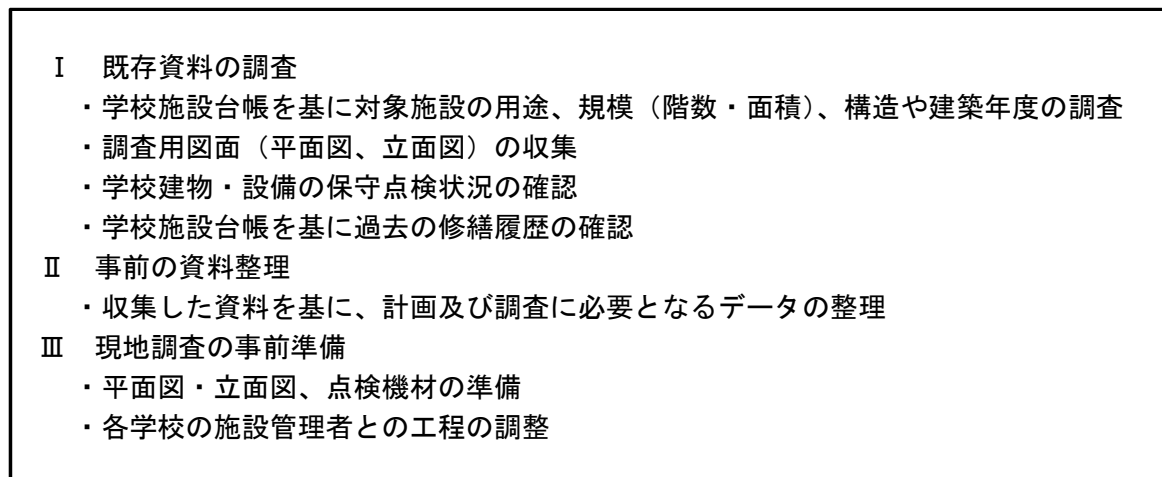 Ⅰ 既存資料の調査
・学校施設台帳を基に対象施設の用途、規模（階数・面積）、構造や建築年度の調査
・調査用図面（平面図、立面図）の収集
・学校建物・設備の保守点検状況の確認
・学校施設台帳を基に過去の修繕履歴の確認
Ⅱ 事前の資料整理
・収集した資料を基に、計画及び調査に必要となるデータの整理
Ⅲ 現地調査の事前準備
・平面図・立面図、点検機材の準備
・各学校の施設管理者との工程の調整